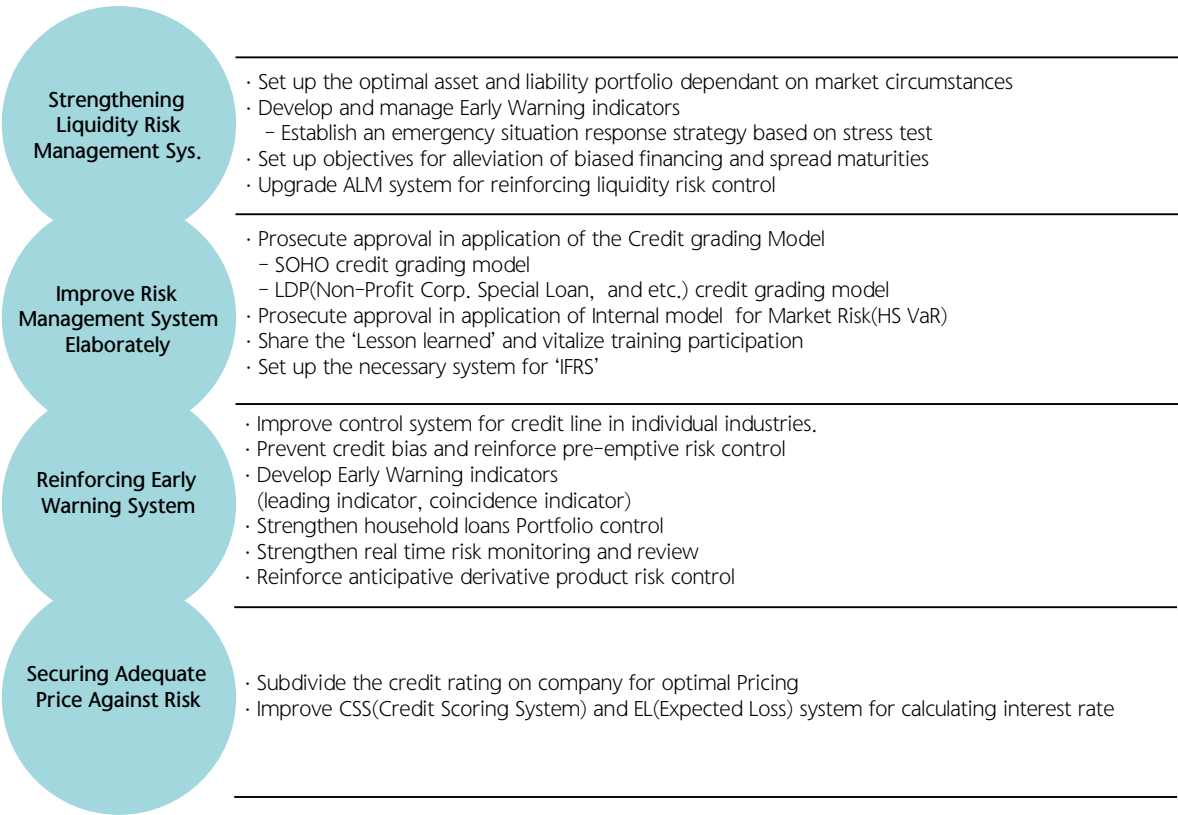 Strengthening
Liquidity Risk
Management Sys.
· Set up the optimal asset and liability portfolio dependant on market circumstances
· Develop and manage Early Warning indicators
- Establish an emergency situation response strategy based on stress test
· Set up objectives for alleviation of biased financing and spread maturities
· Upgrade ALM system for reinforcing liquidity risk control
Improve Risk
Management System
Elaborately
· Prosecute approval in application of the Credit grading Model
- SOHO credit grading model
- LDP(Non-Profit Corp. Special Loan, and etc.) credit grading model
· Prosecute approval in application of Internal model for Market Risk(HS VaR)
· Share the ‘Lesson learned’ and vitalize training participation
· Set up the necessary system for ‘IFRS’
Reinforcing Early
Warning System
· Improve control system for credit line in individual industries.
· Prevent credit bias and reinforce pre-emptive risk control
· Develop Early Warning indicators
(leading indicator, coincidence indicator)
· Strengthen household loans Portfolio control
· Strengthen real time risk monitoring and review
· Reinforce anticipative derivative product risk control
Securing Adequate
Price Against Risk
· Subdivide the credit rating on company for optimal Pricing
· Improve CSS(Credit Scoring System) and EL(Expected Loss) system for calculating interest rate